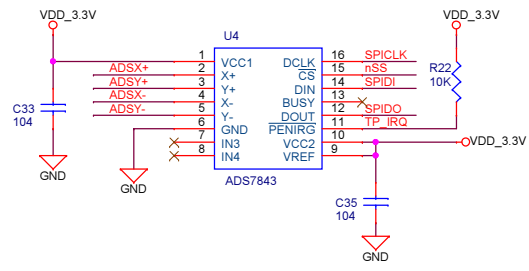 VDD_3.3V
VDD_3.3V
U4
1 VCC1 DCLK 16 SPICLK
ADSX+ 2 X+ CS 15 nSS
ADSY+ 3 Y+ DIN 14 SPIDI
ADSX- 4 X- BUSY 13
ADSY- 5 Y- DOUT 12 SPIDO
6 GND PENIRG 11 TP_IRQ
7 IN3 VCC2 10 VDD_3.3V
8 IN4 VREF 9
ADS7843
R22
10K
C33
104
GND
GND
C35
104
GND